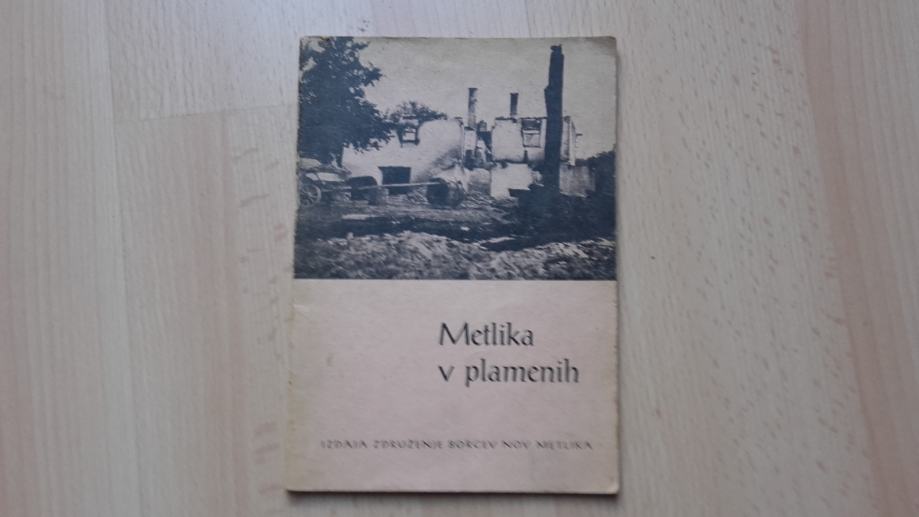 Metlika
v plamenih
IZDAJA ZDRUŽENJE BORCEV NOV METLIKA